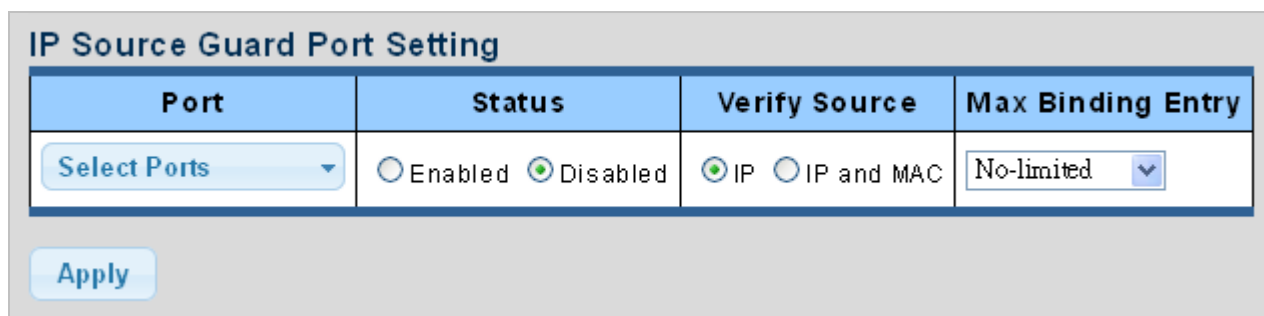 IP Source Guard Port Setting
Port Status Verify Source Max Binding Entry
Select Ports Enabled Disabled IP IP and MAC No-limited
Apply